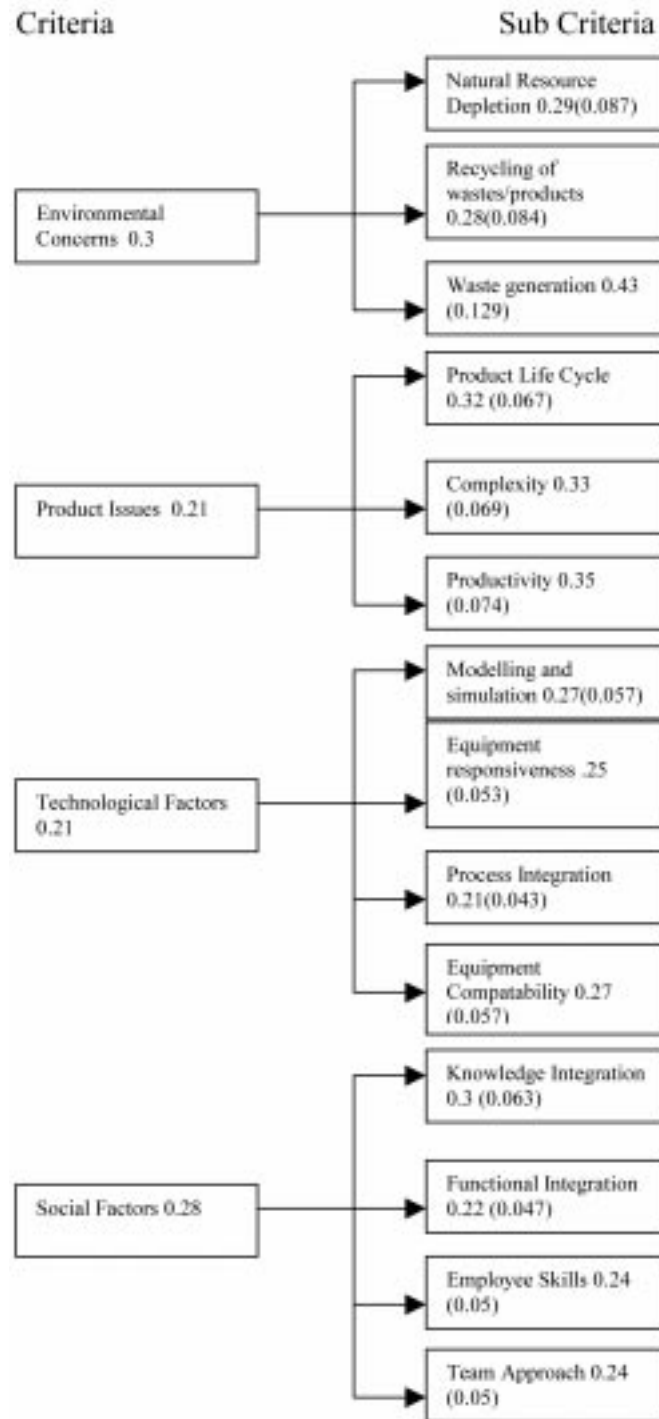 Criteria
Sub Criteria
Natural Resource
Depletion 0.29(0.087)
Recycling of
wastes/products
0.28(0.084)
Environmental
Concerns 0.3
Waste generation 0.43
(0.129)
Product Life Cycle
0.32 (0.067)
Product Issues 0.21
Complexity 0.33
(0.069)
Productivity 0.35
(0.074)
Modelling and
simulation 0.27(0.057)
Equipment
responsiveness .25
(0.053)
Technological Factors
0.21
Process Integration
0.21(0.043)
Equipment
Compatability 0.27
(0.057)
Knowledge Integration
0.3 (0.063)
Social Factors 0.28
Functional Integration
0.22 (0.047)
Employee Skills 0.24
(0.05)
Team Approach 0.24
(0.05)